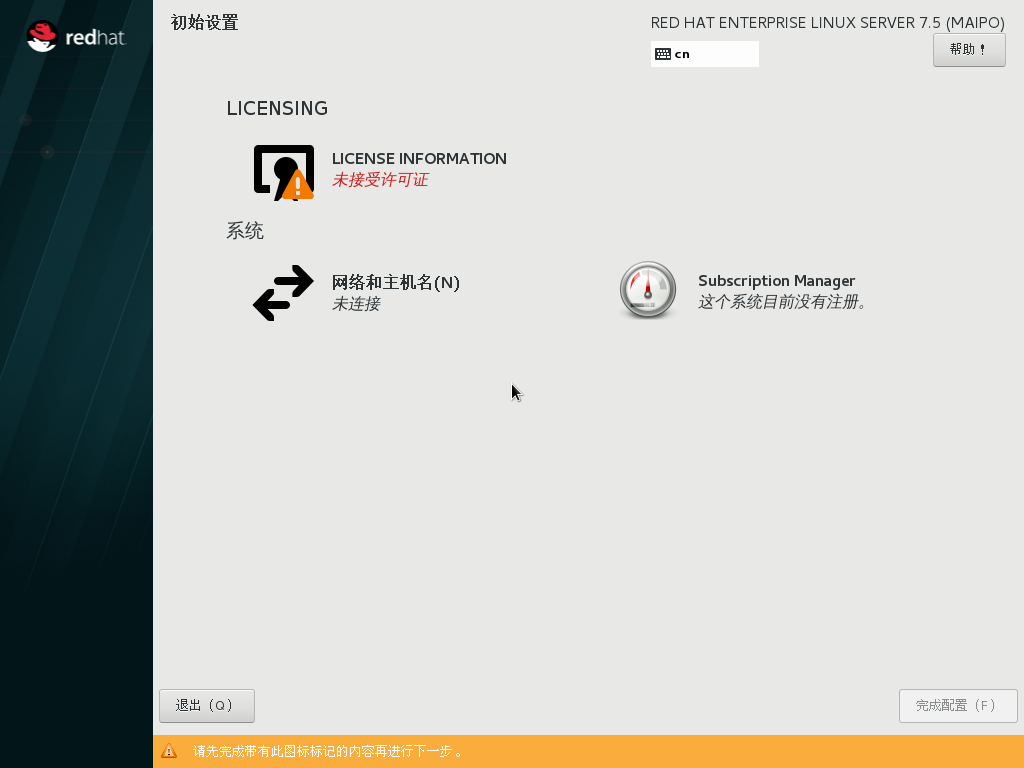 redhat.
初始设置
RED HAT ENTERPRISE LINUX SERVER 7.5 (MAIPO)
cn
帮助！
LICENSING
LICENSE INFORMATION
未接受许可证
系统
网络和主机名(N)
未连接
Subscription Manager
这个系统目前没有注册。
退出（Q）
完成配置（F）
请先完成带有此图标标记的内容再进行下一步。